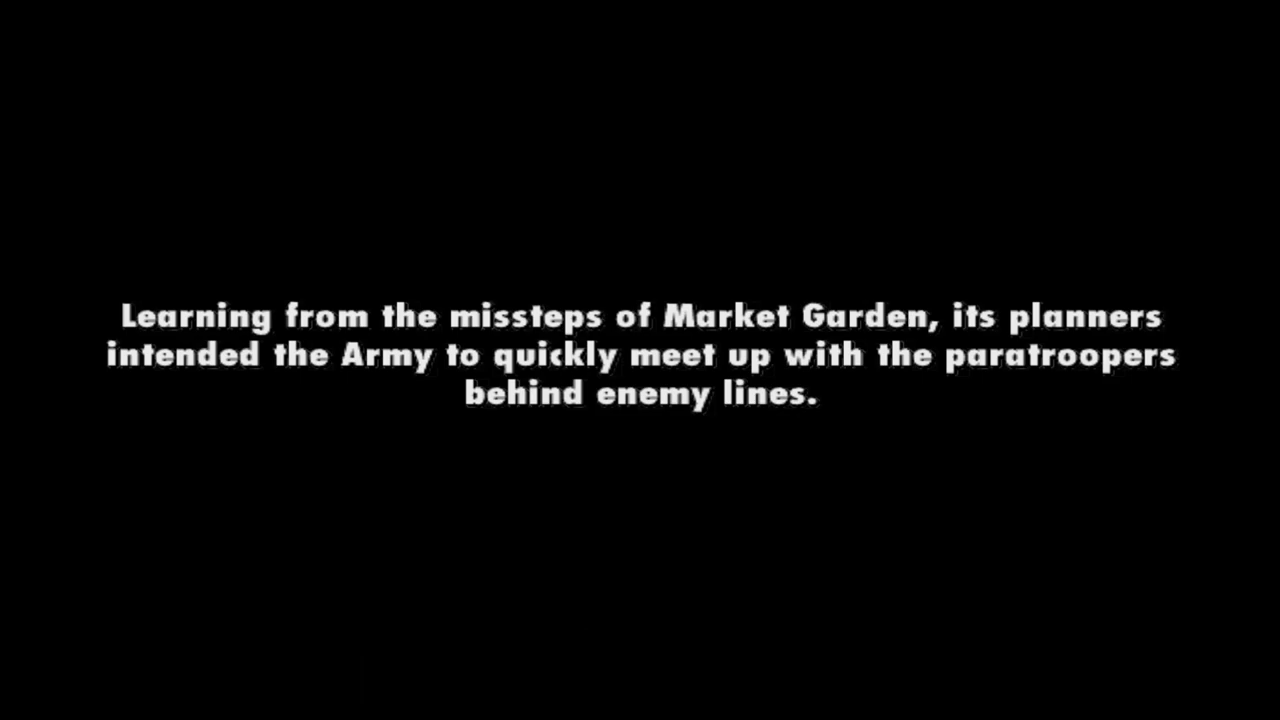 Learning from the missteps of Market Garden, its planners
intended the Army to quickly meet up with the paratroopers
behind enemy lines.